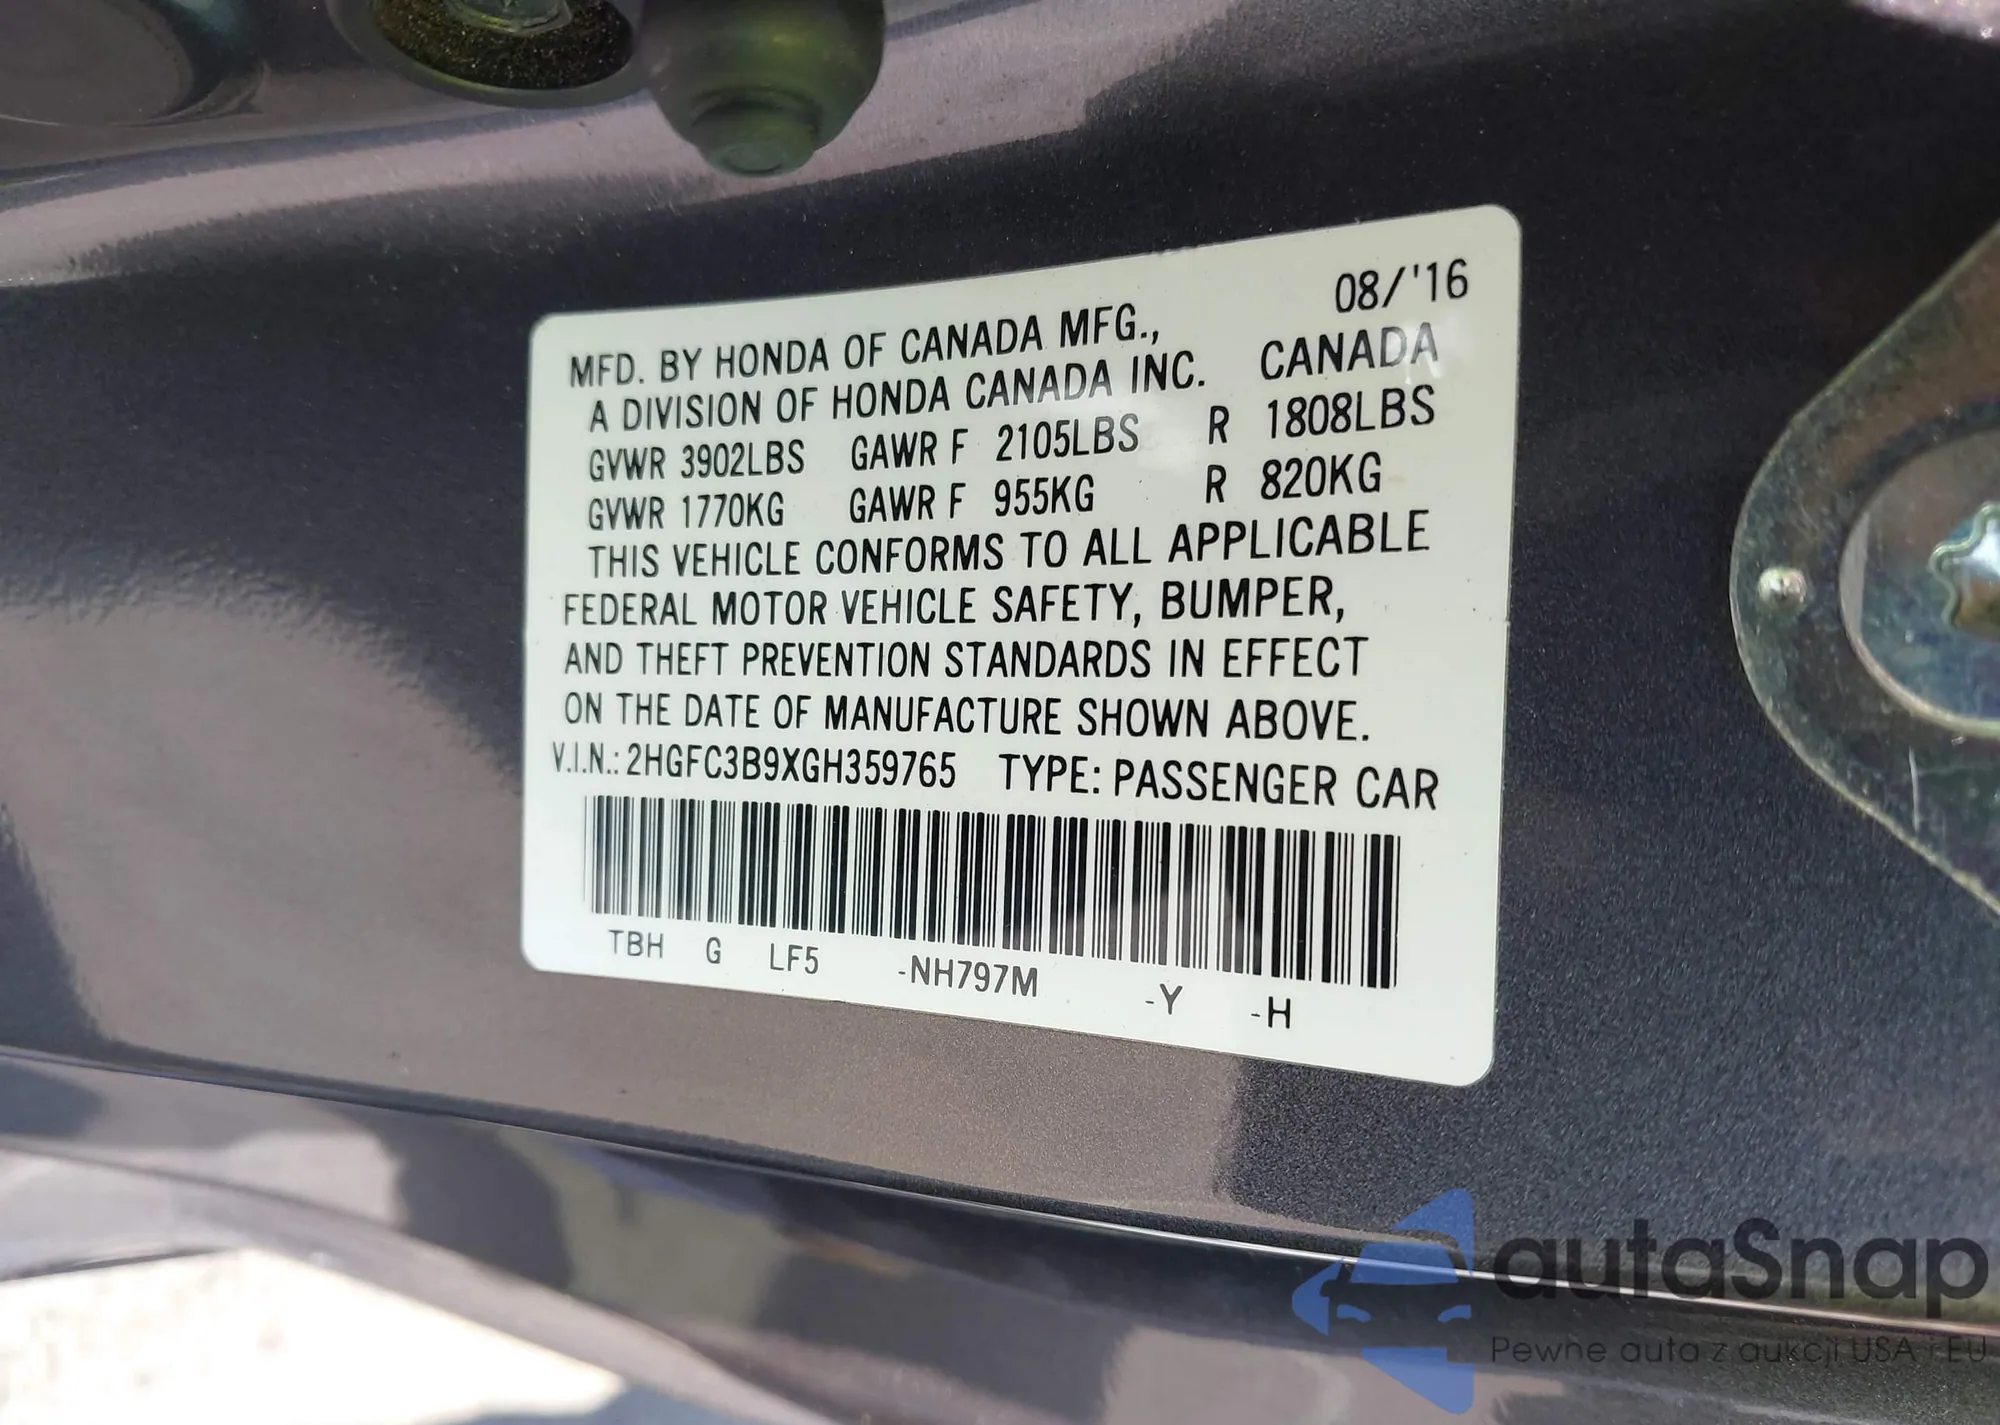 08/'16
MFD. BY HONDA OF CANADA MFG.,
A DIVISION OF HONDA CANADA INC. CANADA
GVWR 3902LBS GAWR F 2105LBS R 1808LBS
GVWR 1770KG GAWR F 955KG R 820KG
THIS VEHICLE CONFORMS TO ALL APPLICABLE
FEDERAL MOTOR VEHICLE SAFETY, BUMPER,
AND THEFT PREVENTION STANDARDS IN EFFECT
ON THE DATE OF MANUFACTURE SHOWN ABOVE.
V.I.N.: 2HGFC3B9XGH359765 TYPE: PASSENGER CAR
TBH G LF5 -NH797M -Y -H
autaSnap
Pewne auta z aukcji USA i EU